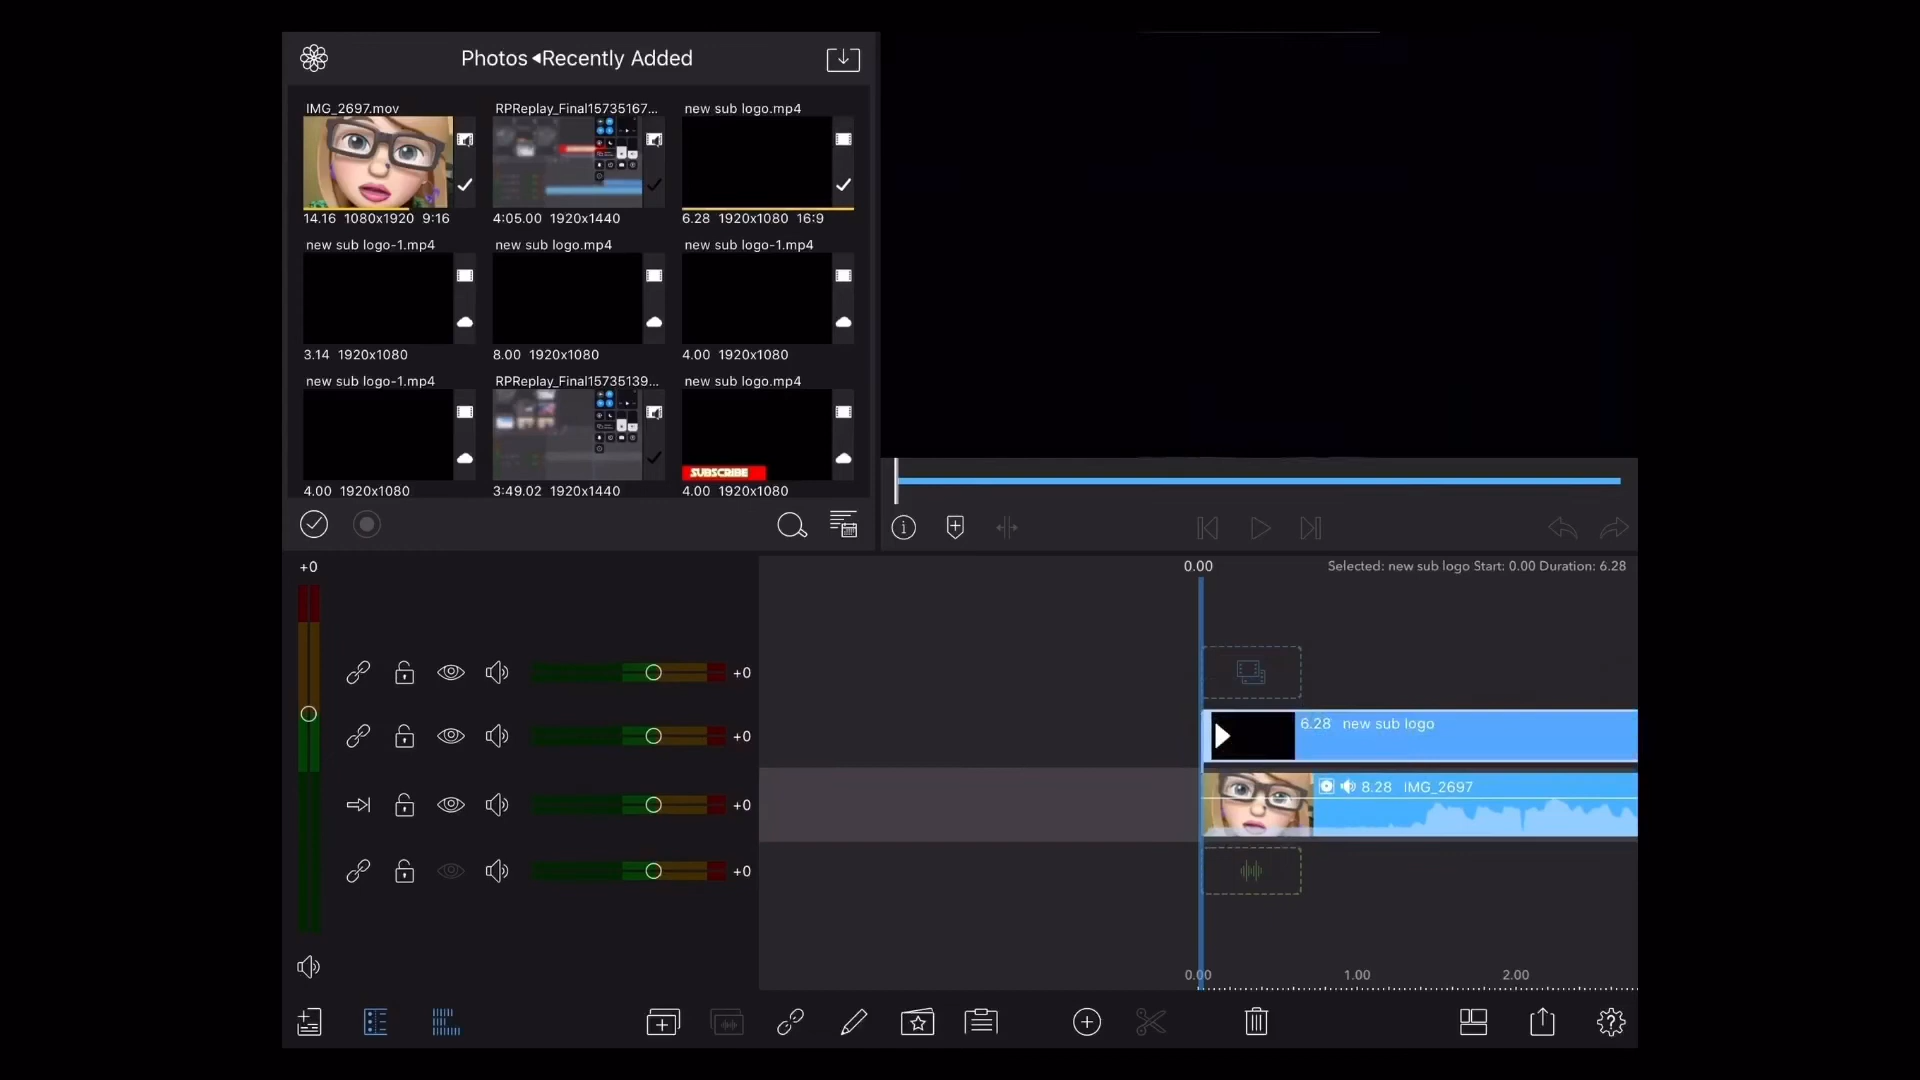 Photos ◂Recently Added
IMG_2697.mov
RPReplay_Final15735167...
new sub logo.mp4
14.16 1080x1920 9:16
4:05.00 1920x1440
6.28 1920x1080 16:9
new sub logo-1.mp4
new sub logo.mp4
new sub logo-1.mp4
3.14 1920x1080
8.00 1920x1080
4.00 1920x1080
new sub logo-1.mp4
RPReplay_Final15735139...
new sub logo.mp4
SUBSCRIBE
4.00 1920x1080
3:49.02 1920x1440
4.00 1920x1080
+0
0.00
Selected: new sub logo Start: 0.00 Duration: 6.28
+0
6.28 new sub logo
+0
8.28 IMG_2697
+0
+0
0.00
1.00
2.00